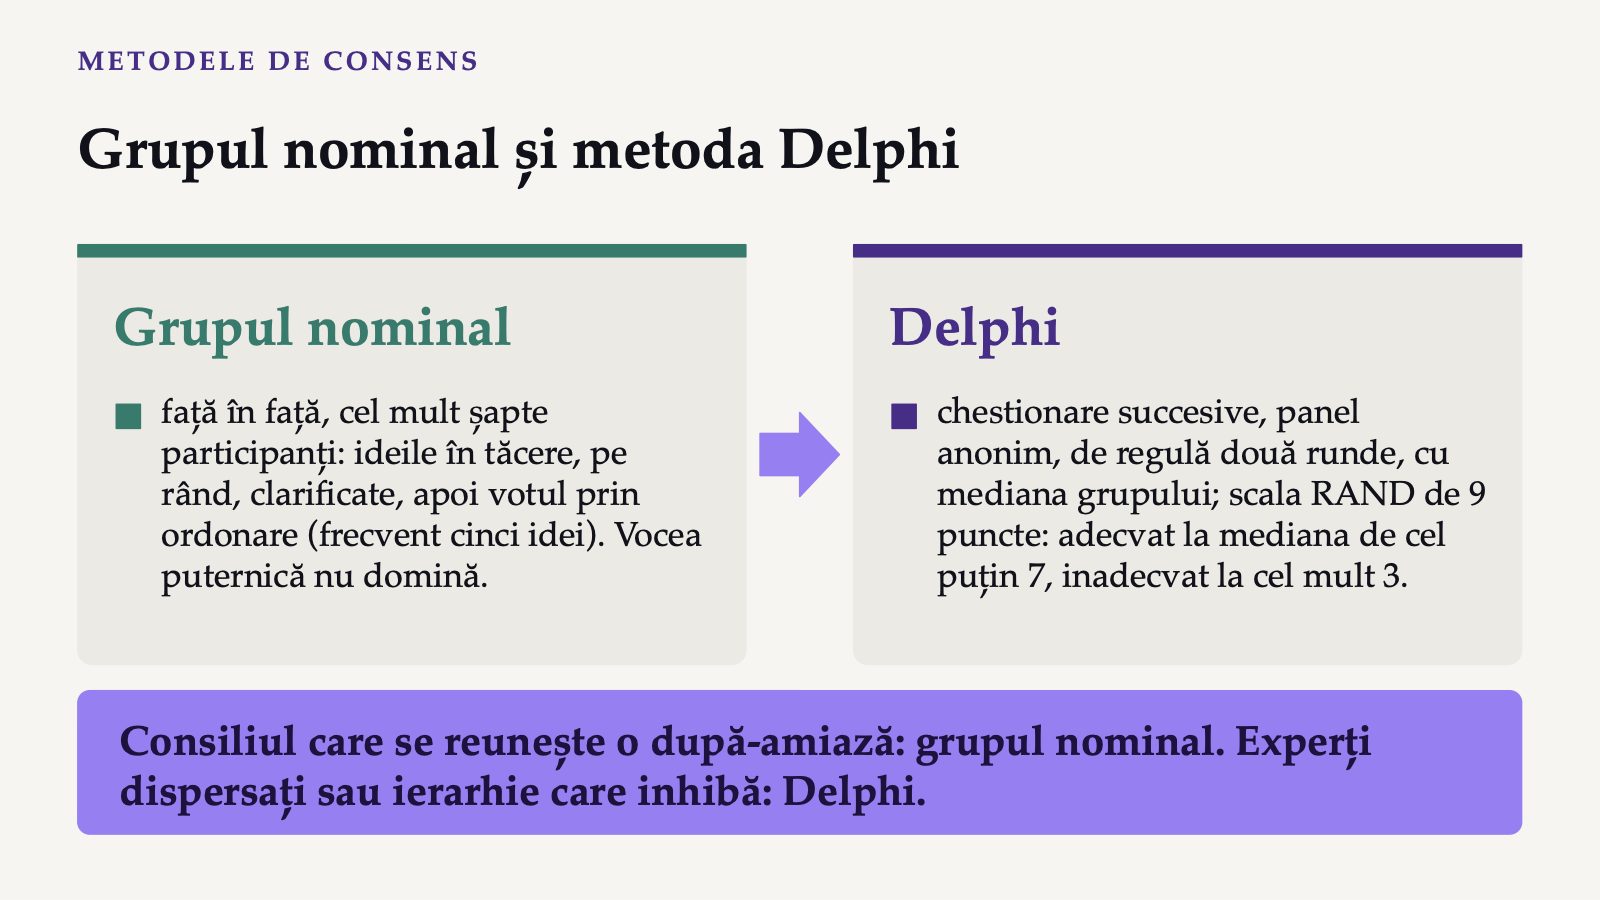 METODELE DE CONSENS
Grupul nominal și metoda Delphi
Grupul nominal
față în față, cel mult șapte
participanți: ideile în tăcere, pe
rând, clarificate, apoi votul prin
ordonare (frecvent cinci idei). Vocea
puternică nu domină.
Delphi
chestionare succesive, panel
anonim, de regulă două runde, cu
mediana grupului; scala RAND de 9
puncte: adecvat la mediana de cel
puțin 7, inadecvat la cel mult 3.
Consiliul care se reunește o după-amiază: grupul nominal. Experți
dispersați sau ierarhie care inhibă: Delphi.